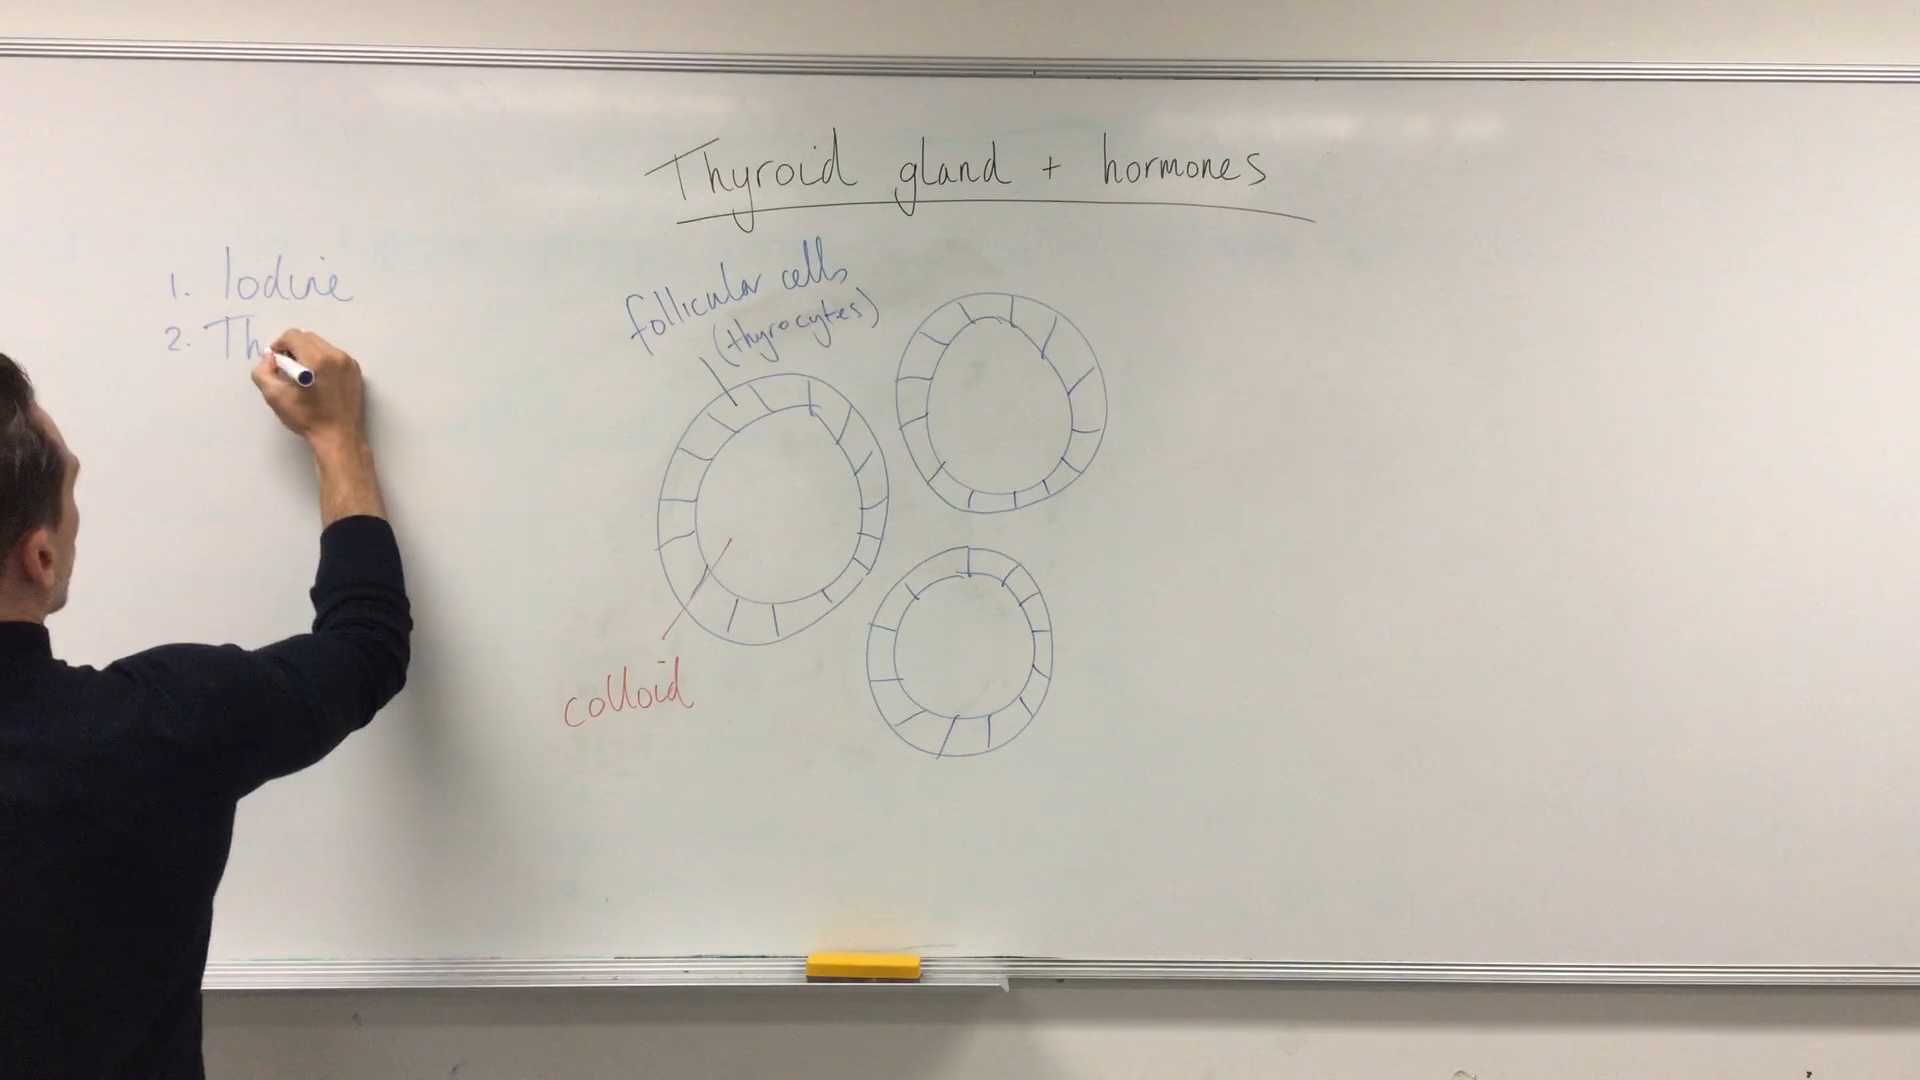 Thyroid gland + hormones
1. Iodine
2. Th
follicular cells
(thyrocytes)
colloid